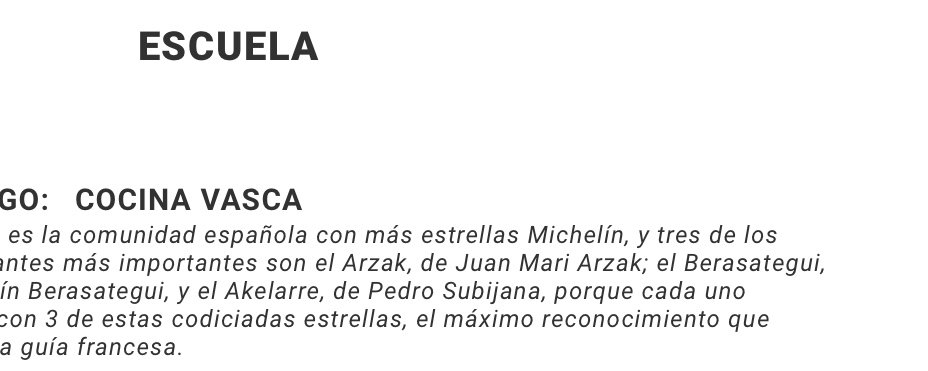 ESCUELA
GO: COCINA VASCA
es la comunidad española con más estrellas Michelín, y tres de los
antes más importantes son el Arzak, de Juan Mari Arzak; el Berasategui,
ín Berasategui, y el Akelarre, de Pedro Subijana, porque cada uno
con 3 de estas codiciadas estrellas, el máximo reconocimiento que
a guía francesa.